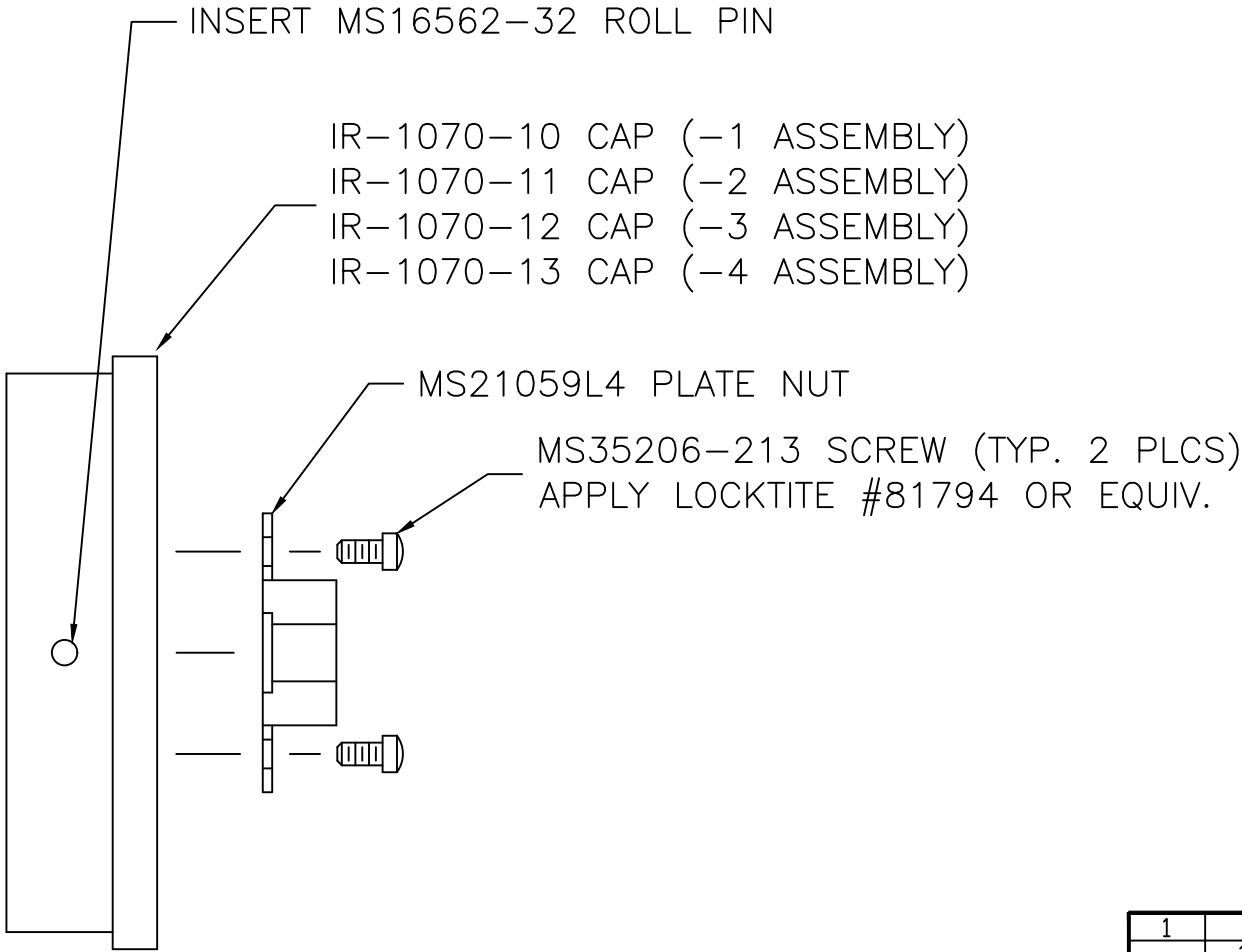 INSERT MS16562-32 ROLL PIN
IR-1070-10 CAP (-1 ASSEMBLY)
IR-1070-11 CAP (-2 ASSEMBLY)
IR-1070-12 CAP (-3 ASSEMBLY)
IR-1070-13 CAP (-4 ASSEMBLY)
MS21059L4 PLATE NUT
MS35206-213 SCREW (TYP. 2 PLCS)
APPLY LOCKTITE #81794 OR EQUIV.
1